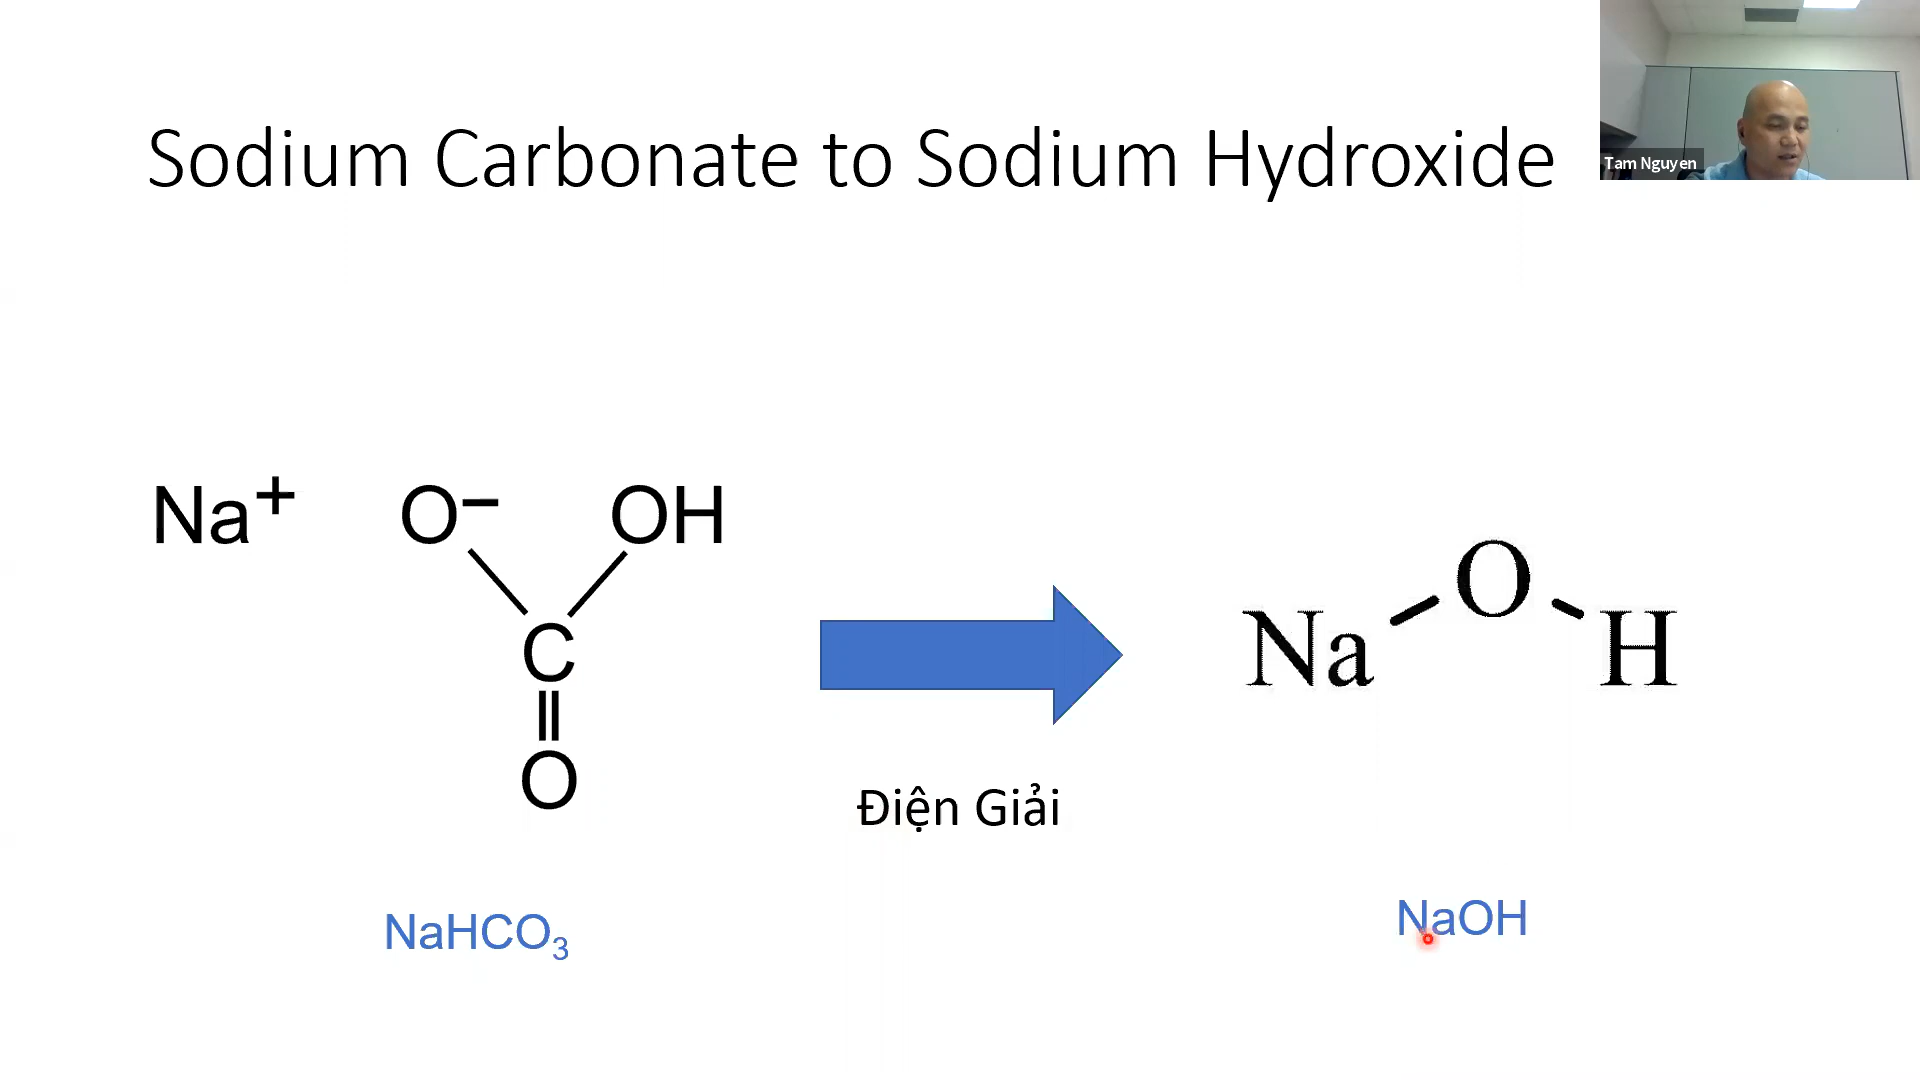 Sodium Carbonate to Sodium Hydroxide
Tam Nguyen
Na+ O− OH
C
O
Na O H
Điện Giải
NaHCO₃
NaOH